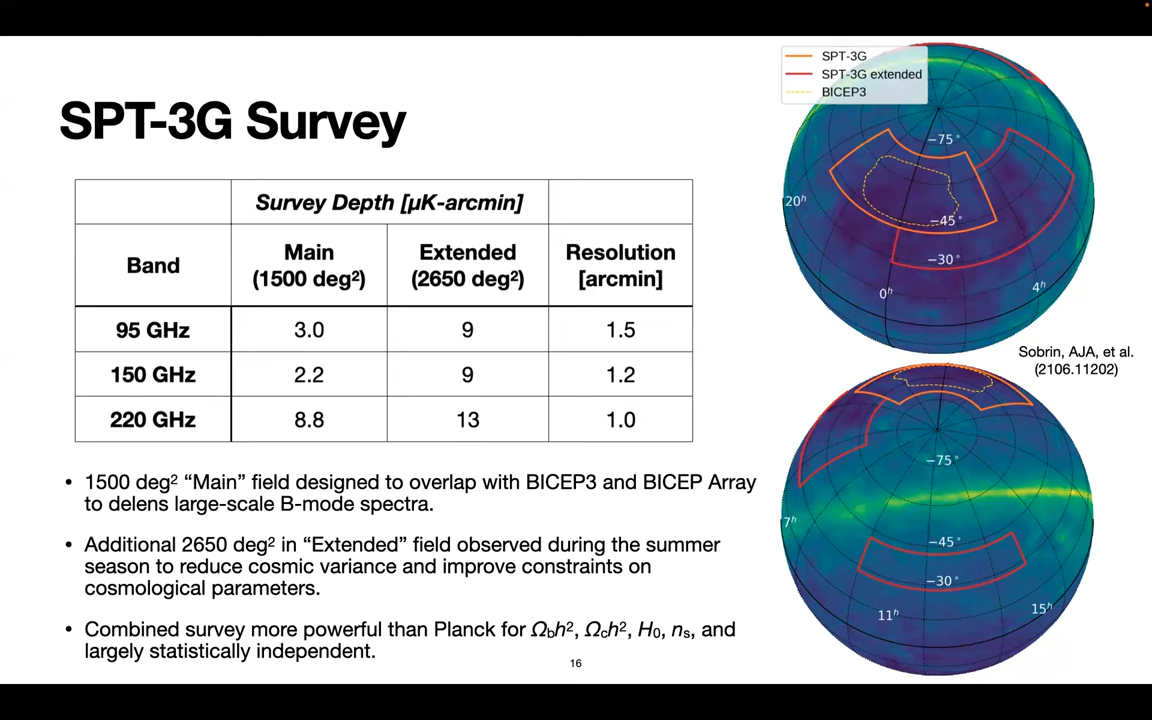 SPT-3G Survey
Survey Depth [µK-arcmin]
Band
Main
(1500 deg²)
Extended
(2650 deg²)
Resolution
[arcmin]
95 GHz 3.0 9 1.5
150 GHz 2.2 9 1.2
220 GHz 8.8 13 1.0
• 1500 deg² “Main” field designed to overlap with BICEP3 and BICEP Array
to delens large-scale B-mode spectra.
• Additional 2650 deg² in “Extended” field observed during the summer
season to reduce cosmic variance and improve constraints on
cosmological parameters.
• Combined survey more powerful than Planck for Ωbh², Ωch², H₀, nₛ, and
largely statistically independent.
16
SPT-3G
SPT-3G extended
BICEP3
−75°
20ʰ
−45°
−30°
0ʰ
4ʰ
Sobrin, AJA, et al.
(2106.11202)
−75°
7ʰ
−45°
−30°
11ʰ
15ʰ